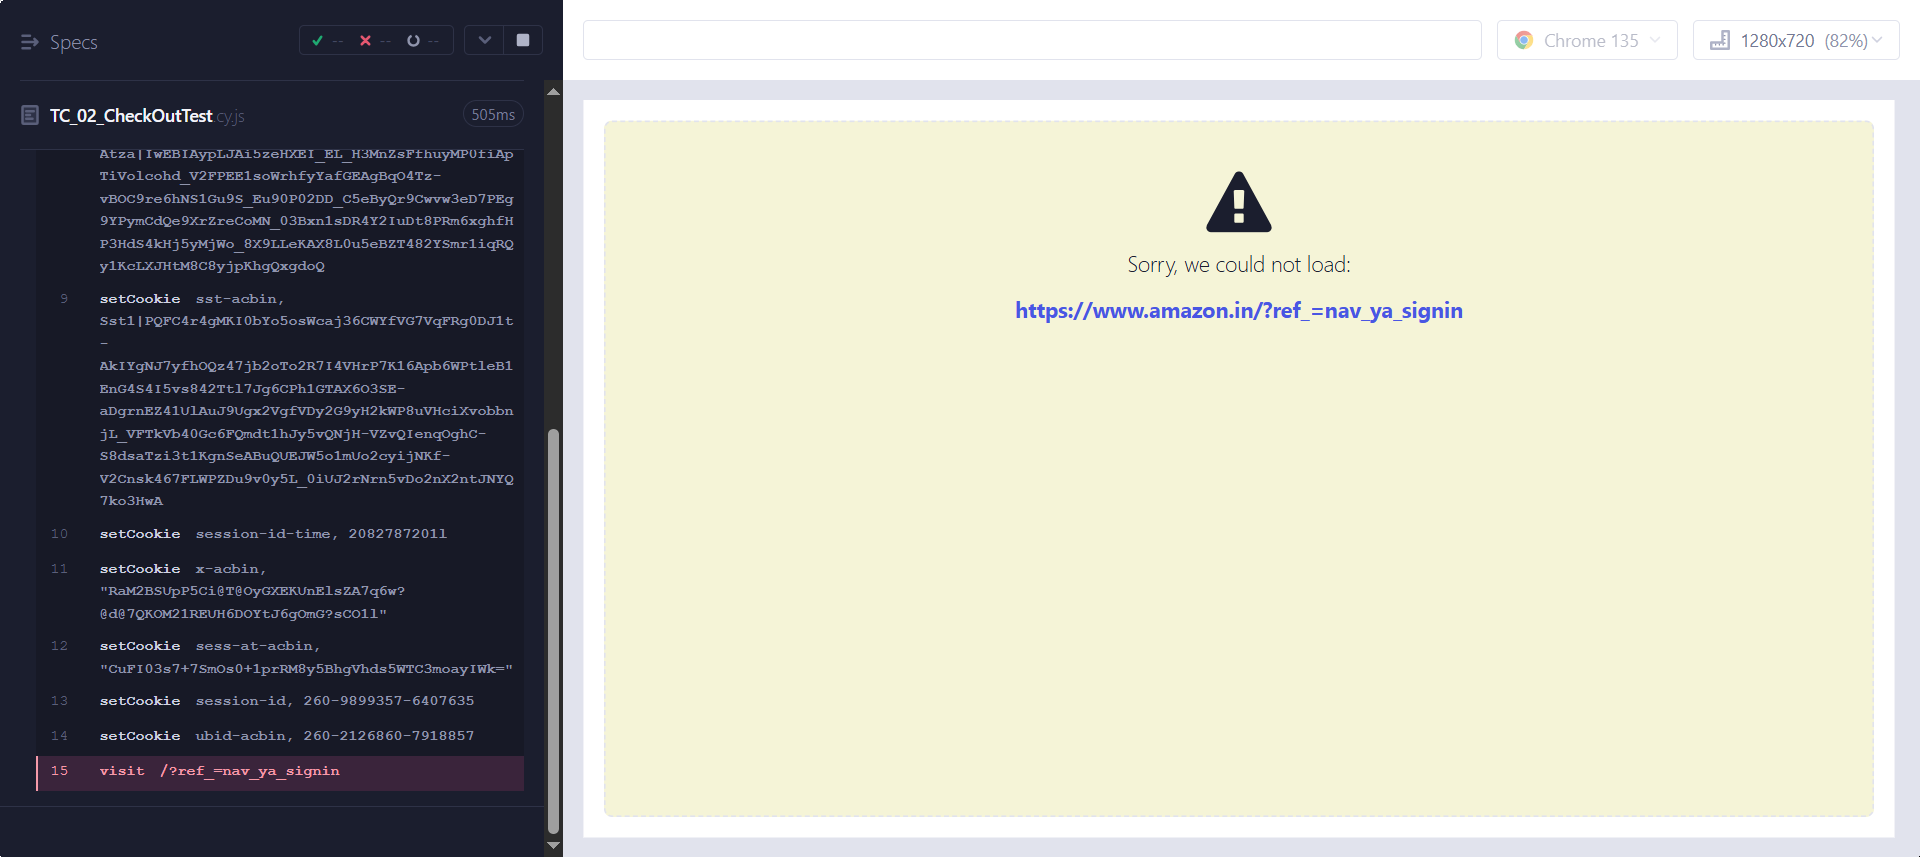 Specs
--
--
--
Chrome 135
1280x720 (82%)
TC_02_CheckOutTest.cy.js
505ms
Atza|IwEBIAypLJAi5zeHXEI_EL_H3MnZsFfhuyMP0fiAp
TiVolcohd_V2FPEE1soWrhfyYafGEAgBqO4Tz-
vBOC9re6hNS1Gu9S_Eu90P02DD_C5eByQr9Cwvw3eD7PEg
9YPymCdQe9XrZreCoMN_03Bxn1sDR4Y2IuDt8PRm6xghfH
P3HdS4kHj5yMjWo_8X9LLeKAX8L0u5eBZT482YSmr1iqRQ
y1KcLXJHtM8C8yjpKhgQxgdoQ
9 setCookie sst-acbin,
Sst1|PQFC4r4gMKI0bYo5osWcaj36CWYfVG7VqFRg0DJ1t
-
AkIYgNJ7yfhOQz47jb2oTo2R7I4VHrP7K16Apb6WPtleB1
EnG4S4I5vs842Ttl7Jg6CPh1GTAX6O3SE-
aDgrnEZ41UlAuJ9Ugx2VgfVDy2G9yH2kWP8uVHciXvobbn
jL_VFTkVb40Gc6FQmdt1hJy5vQNjH-VZvQIenqOghC-
S8dsaTzi3t1KgnSeABuQUEJW5o1mUo2cyijNKf-
V2Cnsk467FLWPZDu9v0y5L_0iUJ2rNrn5vDo2nX2ntJNYQ
7ko3HwA
10 setCookie session-id-time, 2082787201l
11 setCookie x-acbin,
"RaM2BSUpP5Ci@T@OyGXEKUnElsZA7q6w?
@d@7QKOM21REUH6DOYtJ6gOmG?sCO1l"
12 setCookie sess-at-acbin,
"CuFI03s7+7SmOs0+1prRM8y5BhgVhds5WTC3moayIWk="
13 setCookie session-id, 260-9899357-6407635
14 setCookie ubid-acbin, 260-2126860-7918857
15 visit /?ref_=nav_ya_signin
Sorry, we could not load:
https://www.amazon.in/?ref_=nav_ya_signin